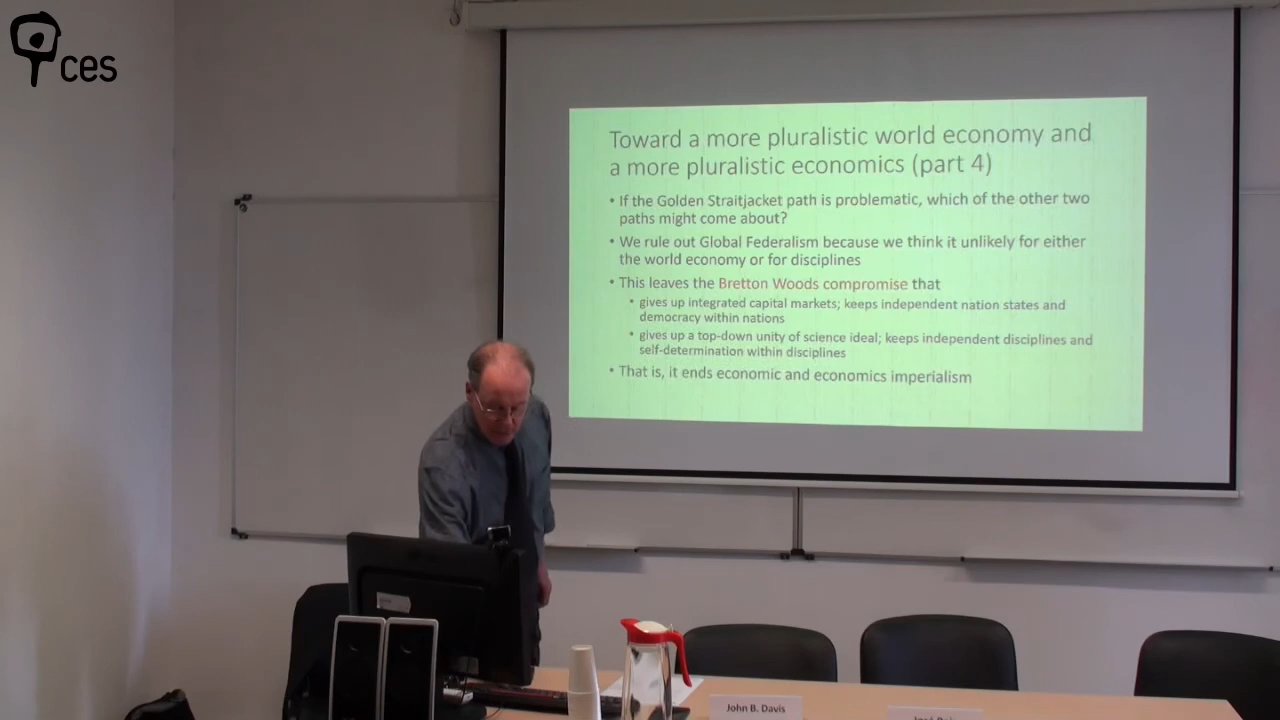 ces
Toward a more pluralistic world economy and
a more pluralistic economics (part 4)
• If the Golden Straitjacket path is problematic, which of the other two
paths might come about?
• We rule out Global Federalism because we think it unlikely for either
the world economy or for disciplines
• This leaves the Bretton Woods compromise that
• gives up integrated capital markets; keeps independent nation states and
democracy within nations
• gives up a top-down unity of science ideal; keeps independent disciplines and
self-determination within disciplines
• That is, it ends economic and economics imperialism
John B. Davis
José